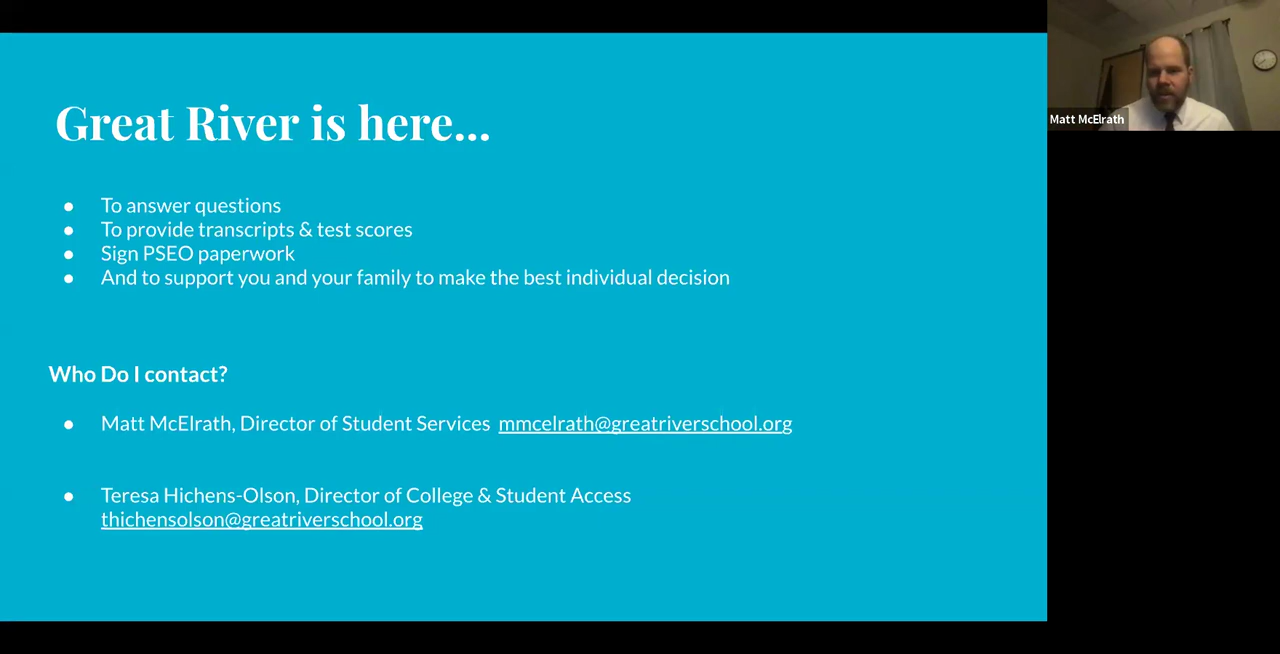 Great River is here...
● To answer questions
● To provide transcripts & test scores
● Sign PSEO paperwork
● And to support you and your family to make the best individual decision
Who Do I contact?
● Matt McElrath, Director of Student Services mmcelrath@greatriverschool.org
● Teresa Hichens-Olson, Director of College & Student Access
thichensolson@greatriverschool.org
Matt McElrath